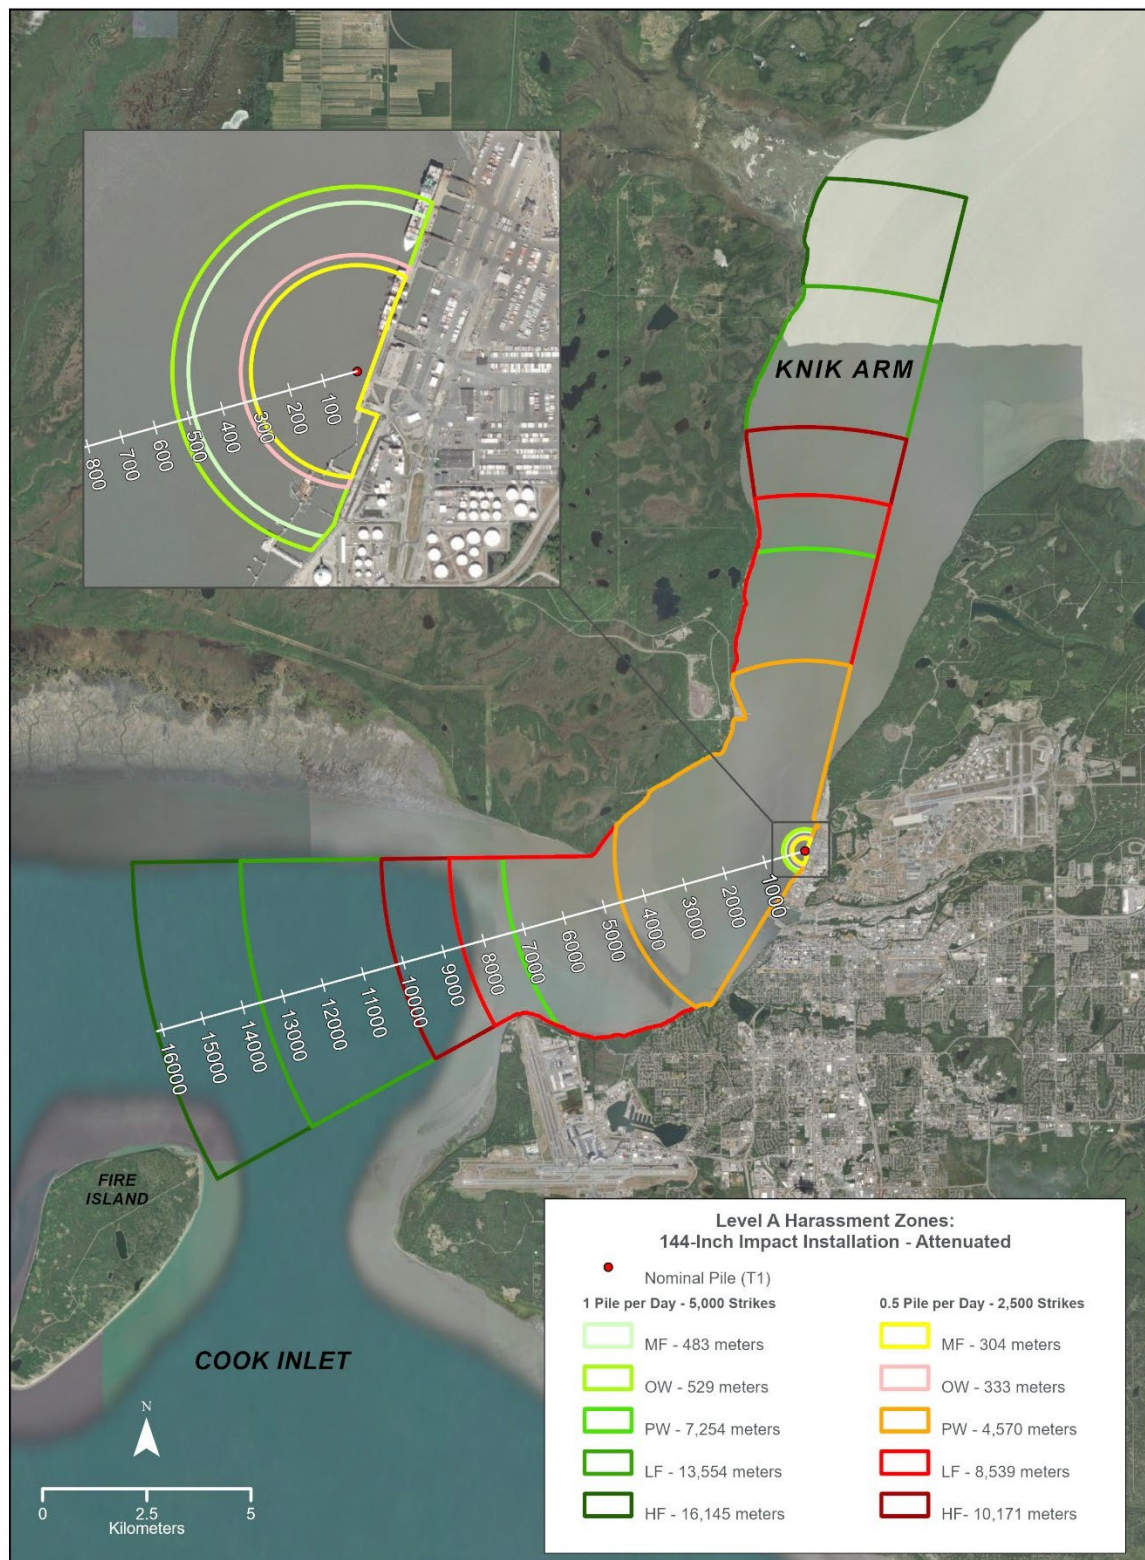 KNIK ARM
100
200
300
400
500
600
700
800
1000
2000
3000
4000
5000
6000
7000
8000
9000
10000
11000
12000
13000
14000
15000
16000
FIRE
ISLAND
COOK INLET
N
0 2.5 5
Kilometers
Level A Harassment Zones:
144-Inch Impact Installation - Attenuated
Nominal Pile (T1)
1 Pile per Day - 5,000 Strikes
MF - 483 meters
OW - 529 meters
PW - 7,254 meters
LF - 13,554 meters
HF - 16,145 meters
0.5 Pile per Day - 2,500 Strikes
MF - 304 meters
OW - 333 meters
PW - 4,570 meters
LF - 8,539 meters
HF- 10,171 meters